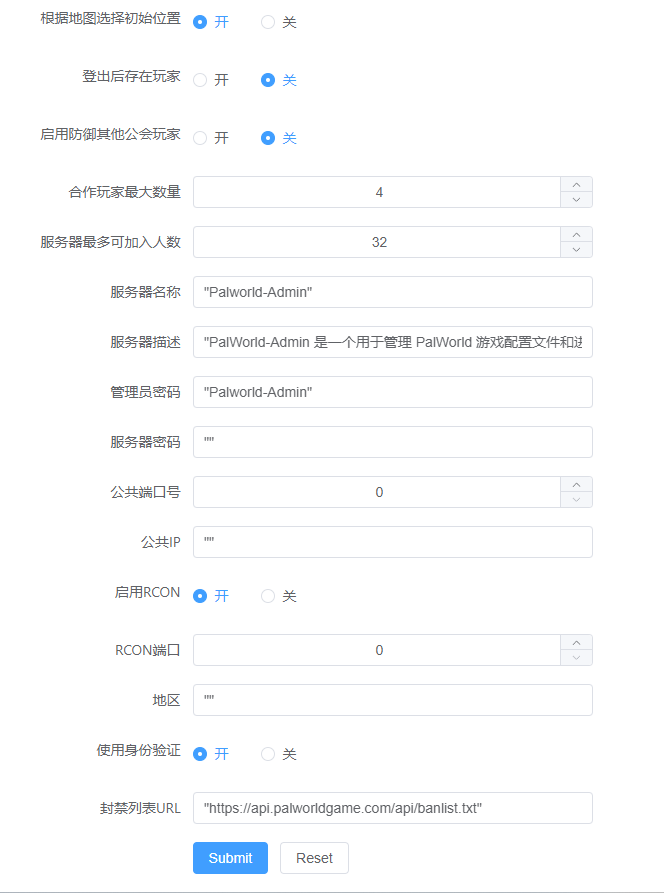 根据地图选择初始位置 开 关
登出后存在玩家 开 关
启用防御其他公会玩家 开 关
合作玩家最大数量 4
服务器最多可加入人数 32
服务器名称 "Palworld-Admin"
服务器描述 "PalWorld-Admin 是一个用于管理 PalWorld 游戏配置文件和进
管理员密码 "Palworld-Admin"
服务器密码 ""
公共端口号 0
公共IP ""
启用RCON 开 关
RCON端口 0
地区 ""
使用身份验证 开 关
封禁列表URL "https://api.palworldgame.com/api/banlist.txt"
Submit Reset